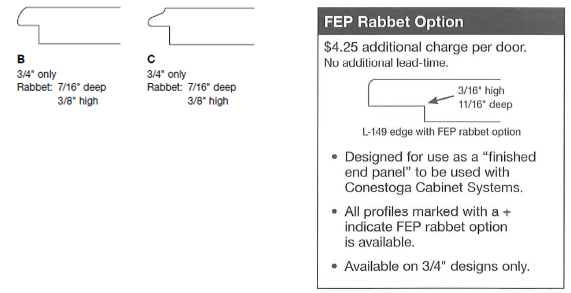 B
3/4" only
Rabbet: 7/16" deep
3/8" high
C
3/4" only
Rabbet: 7/16" deep
3/8" high
FEP Rabbet Option
$4.25 additional charge per door.
No additional lead-time.
3/16" high
11/16" deep
L-149 edge with FEP rabbet option
• Designed for use as a “finished
end panel” to be used with
Conestoga Cabinet Systems.
• All profiles marked with a +
indicate FEP rabbet option
is available.
• Available on 3/4" designs only.